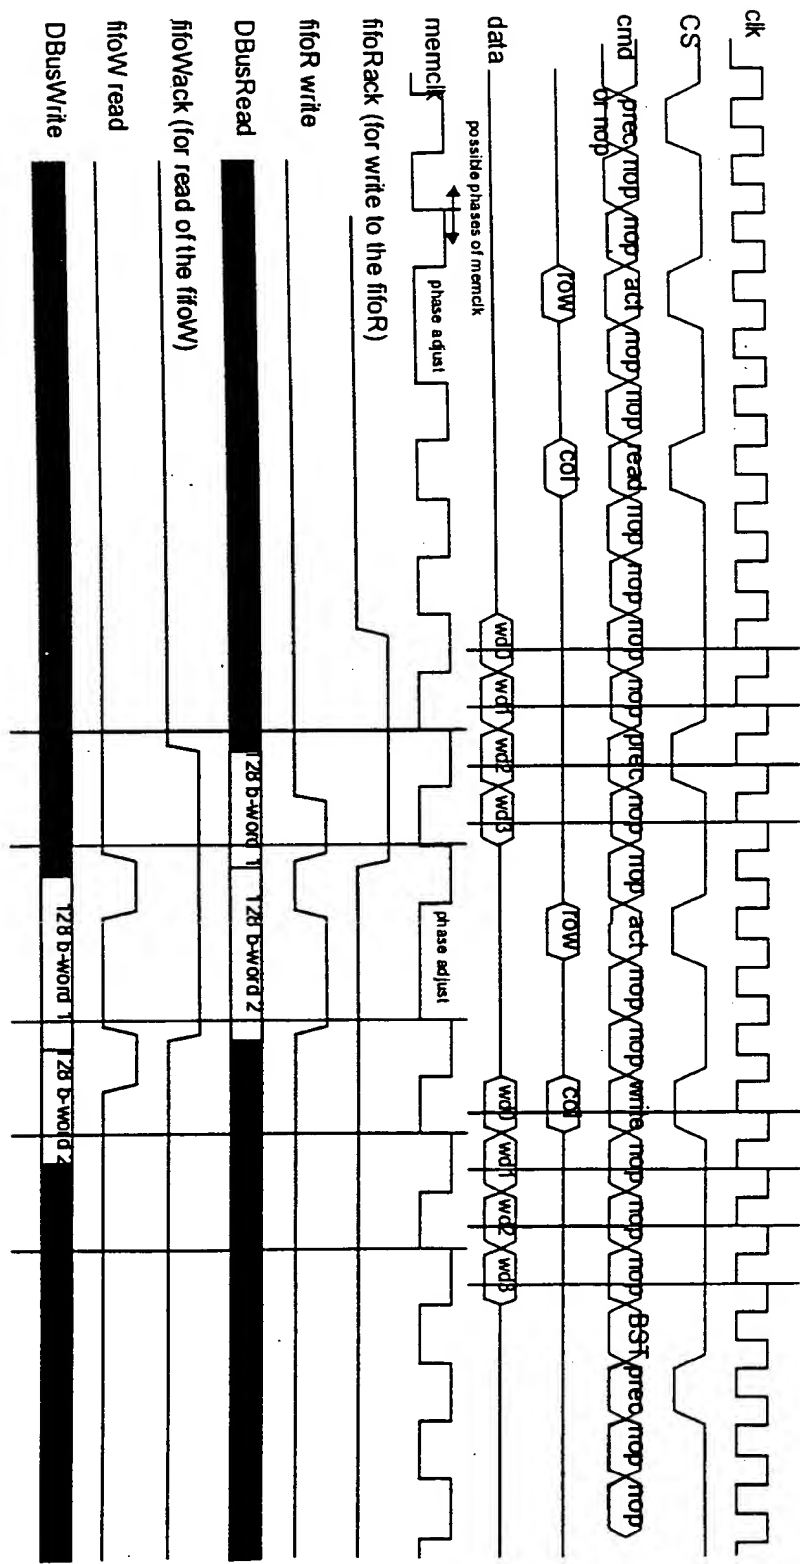 clk
CS
cmd prec nop nop act nop nop read nop nop nop nop prec nop nop act nop nop write nop nop nop BST prec nop nop
or nop
row col row col
data wd0 wd1 wd2 wd3 wd0 wd1 wd2 wd3
possible phases of memclk
memclk phase adjust phase adjust
fifoRack (for write to the fifoR)
fifoR write
DBusRead 128 b-word 1 128 b-word 2
fifoWack (for read of the fifoW)
fifoW read
DBusWrite 128 b-word 1 128 b-word 2